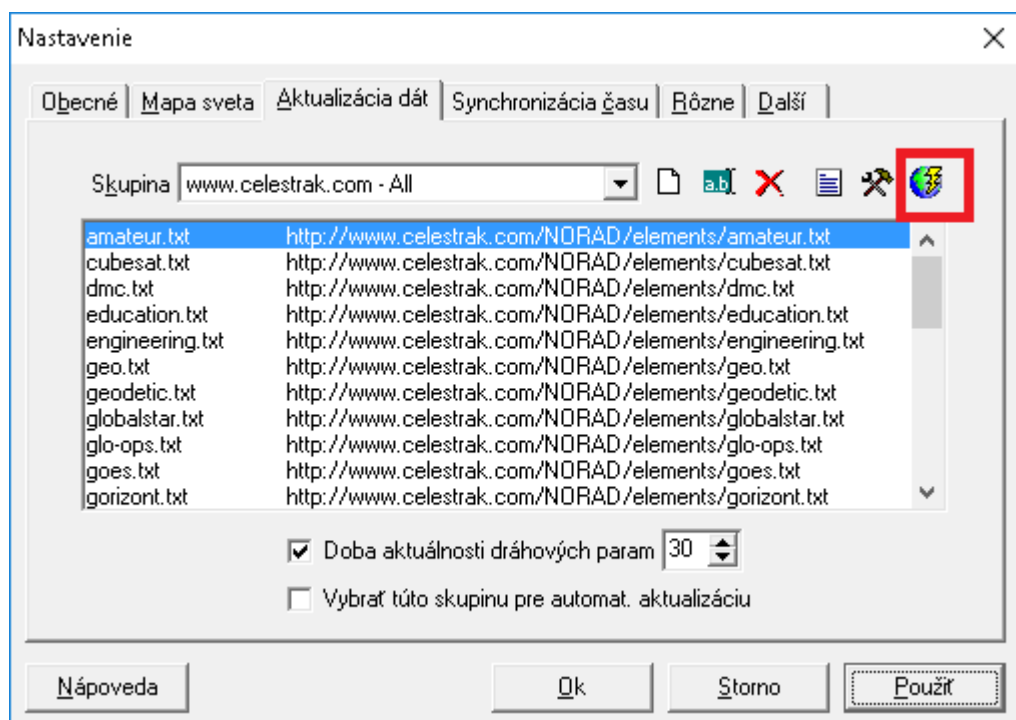 Nastavenie
Obecné Mapa sveta Aktualizácia dát Synchronizácia času Rôzne Další
Skupina www.celestrak.com - All a.b
amateur.txt http://www.celestrak.com/NORAD/elements/amateur.txt
cubesat.txt http://www.celestrak.com/NORAD/elements/cubesat.txt
dmc.txt http://www.celestrak.com/NORAD/elements/dmc.txt
education.txt http://www.celestrak.com/NORAD/elements/education.txt
engineering.txt http://www.celestrak.com/NORAD/elements/engineering.txt
geo.txt http://www.celestrak.com/NORAD/elements/geo.txt
geodetic.txt http://www.celestrak.com/NORAD/elements/geodetic.txt
globalstar.txt http://www.celestrak.com/NORAD/elements/globalstar.txt
glo-ops.txt http://www.celestrak.com/NORAD/elements/glo-ops.txt
goes.txt http://www.celestrak.com/NORAD/elements/goes.txt
gorizont.txt http://www.celestrak.com/NORAD/elements/gorizont.txt
Doba aktuálnosti dráhových param 30
Vybrať túto skupinu pre automat. aktualizáciu
Nápoveda Ok Storno Použiť